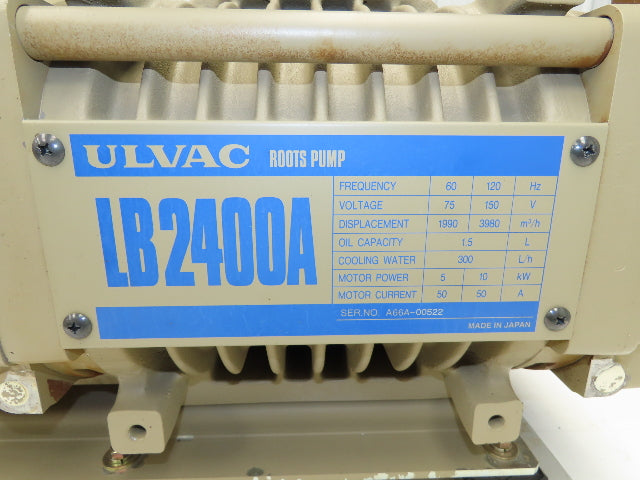 ULVAC ROOTS PUMP
LB2400A
FREQUENCY 60 120 Hz
VOLTAGE 75 150 V
DISPLACEMENT 1990 3980 m³/h
OIL CAPACITY 1.5 L
COOLING WATER 300 L/h
MOTOR POWER 5 10 kW
MOTOR CURRENT 50 50 A
SER.NO. A66A-00522
MADE IN JAPAN